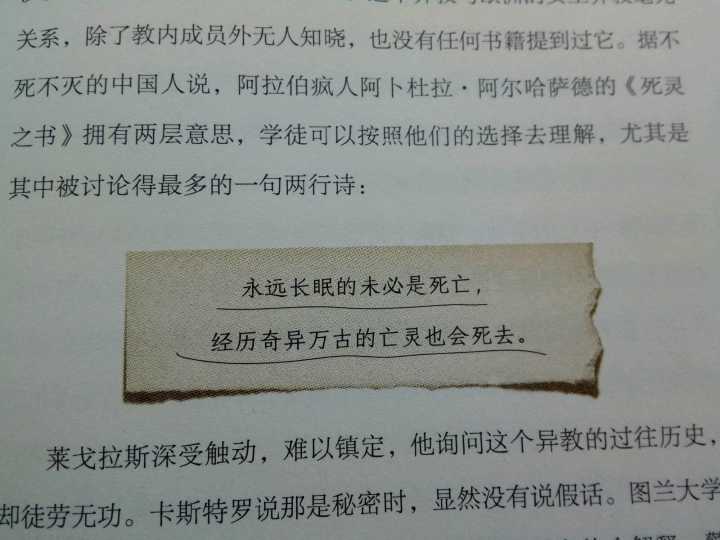 关系，除了教内成员外无人知晓，也没有任何书籍提到过它。据不
死不灭的中国人说，阿拉伯疯人阿卜杜拉·阿尔哈萨德的《死灵
之书》拥有两层意思，学徒可以按照他们的选择去理解，尤其是
其中被讨论得最多的一句两行诗：
永远长眠的未必是死亡，
经历奇异万古的亡灵也会死去。
莱戈拉斯深受触动，难以镇定，他询问这个异教的过往历史，
却徒劳无功。卡斯特罗说那是秘密时，显然没有说假话。图兰大学